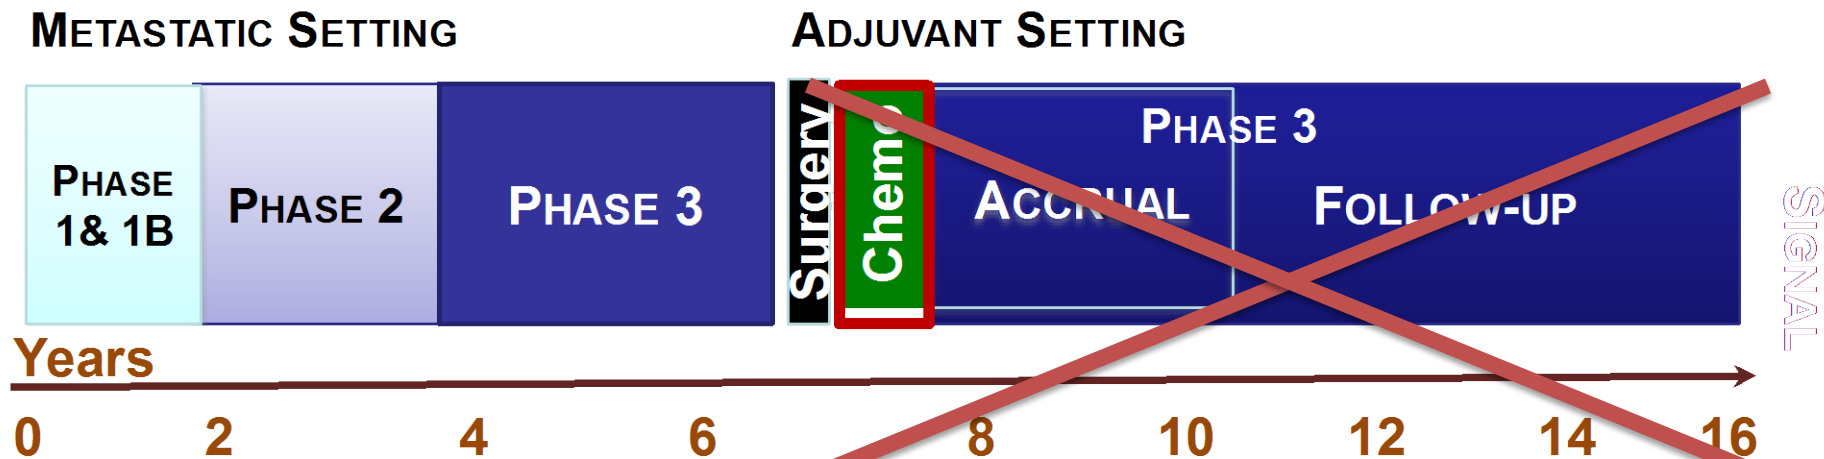 METASTATIC SETTING
ADJUVANT SETTING
PHASE
1& 1B
PHASE 2
PHASE 3
Surgery
Chemo
PHASE 3
ACCRUAL
FOLLOW-UP
SIGNAL
Years
0 2 4 6 8 10 12 14 16